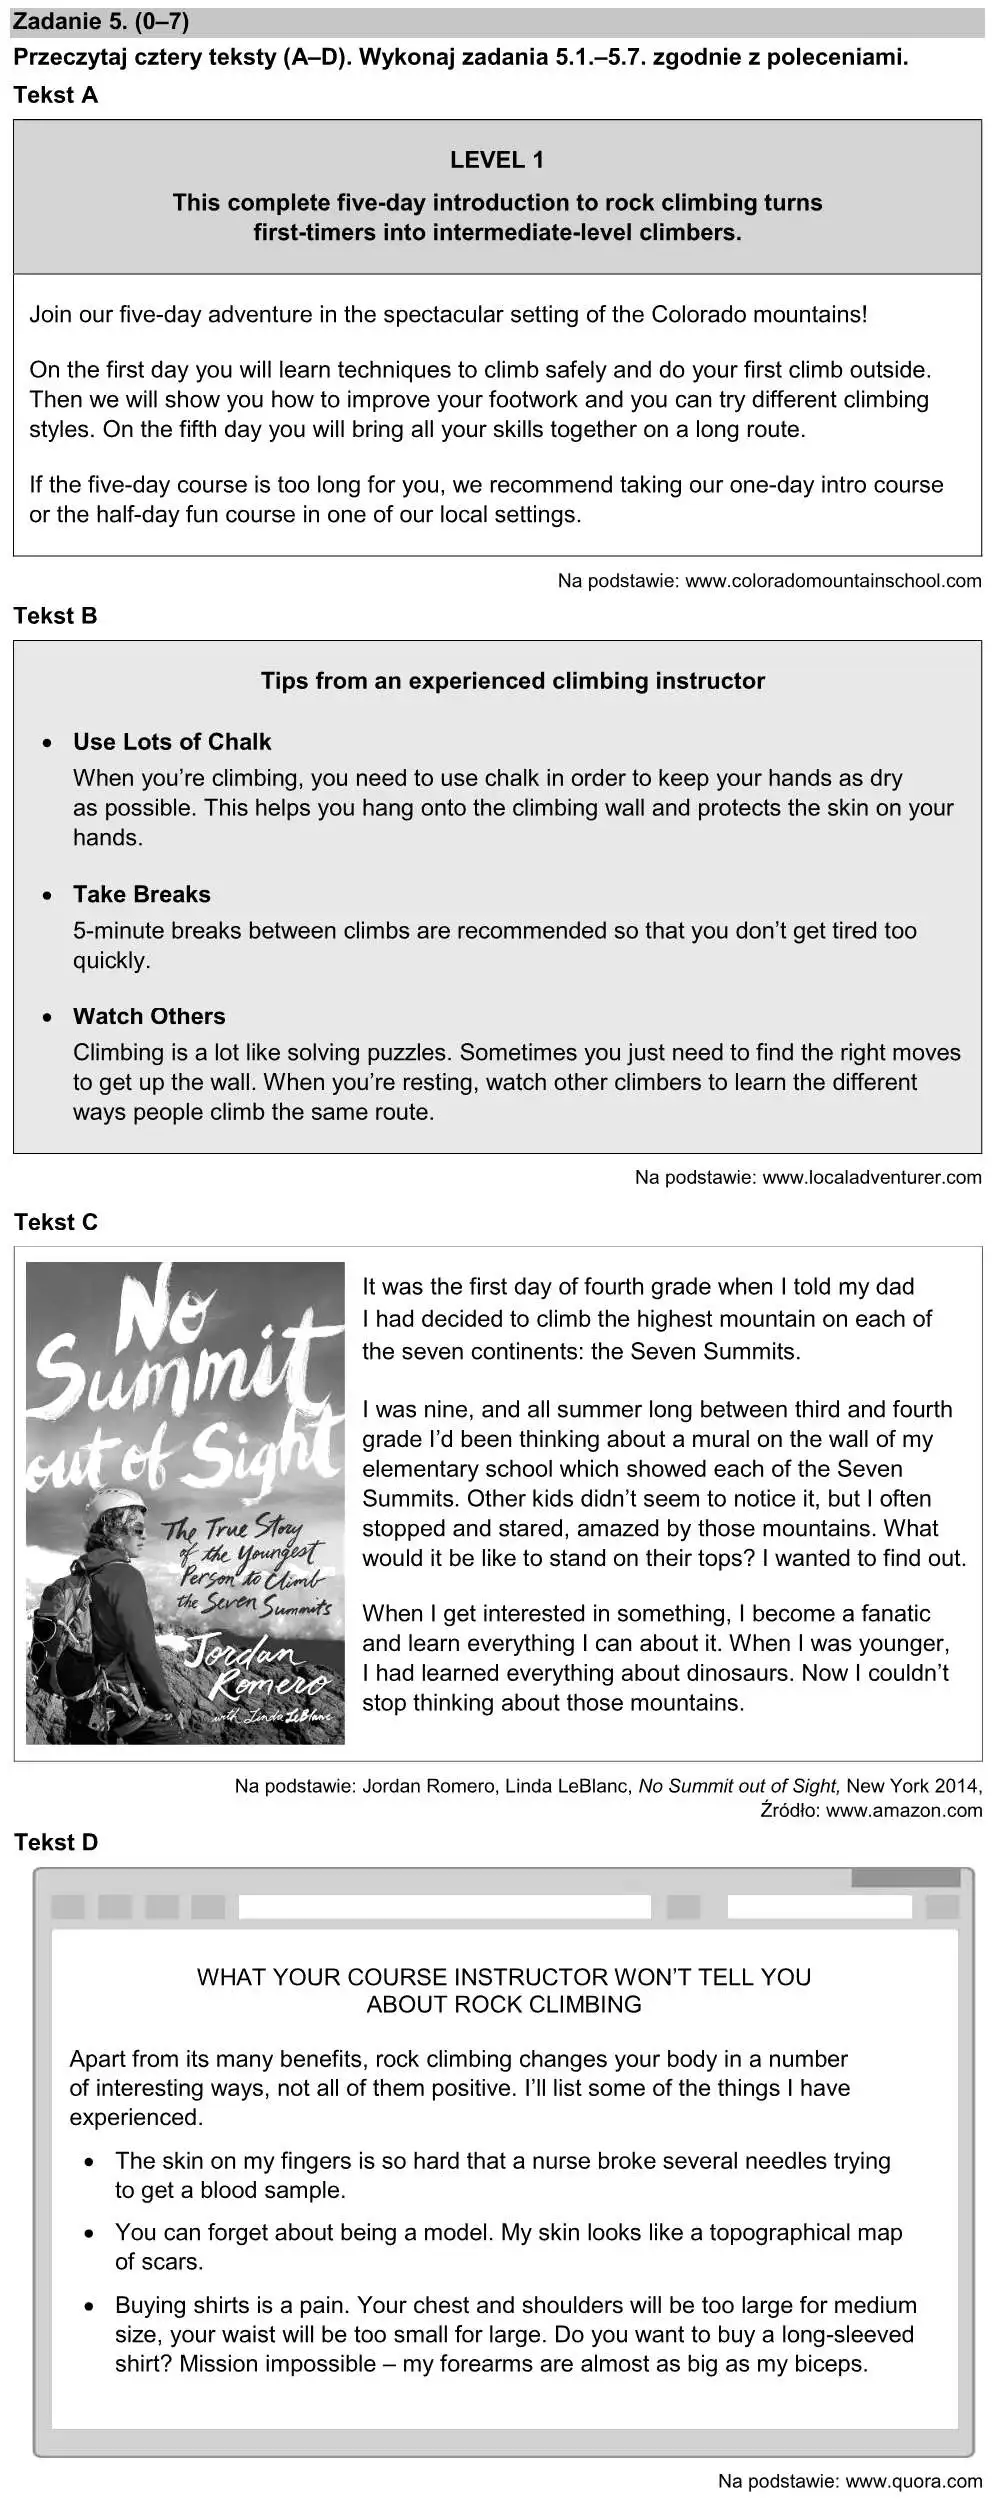 Zadanie 5. (0–7)
Przeczytaj cztery teksty (A–D). Wykonaj zadania 5.1.–5.7. zgodnie z poleceniami.
Tekst A
LEVEL 1
This complete five-day introduction to rock climbing turns
first-timers into intermediate-level climbers.
Join our five-day adventure in the spectacular setting of the Colorado mountains!
On the first day you will learn techniques to climb safely and do your first climb outside.
Then we will show you how to improve your footwork and you can try different climbing
styles. On the fifth day you will bring all your skills together on a long route.
If the five-day course is too long for you, we recommend taking our one-day intro course
or the half-day fun course in one of our local settings.
Na podstawie: www.coloradomountainschool.com
Tekst B
Tips from an experienced climbing instructor
• Use Lots of Chalk
When you’re climbing, you need to use chalk in order to keep your hands as dry
as possible. This helps you hang onto the climbing wall and protects the skin on your
hands.
• Take Breaks
5-minute breaks between climbs are recommended so that you don’t get tired too
quickly.
• Watch Others
Climbing is a lot like solving puzzles. Sometimes you just need to find the right moves
to get up the wall. When you’re resting, watch other climbers to learn the different
ways people climb the same route.
Na podstawie: www.localadventurer.com
Tekst C
No
Summit
out of Sight
The True Story
of the Youngest
Person to Climb
the Seven Summits
Jordan
Romero
with Linda LeBlanc
It was the first day of fourth grade when I told my dad
I had decided to climb the highest mountain on each of
the seven continents: the Seven Summits.
I was nine, and all summer long between third and fourth
grade I’d been thinking about a mural on the wall of my
elementary school which showed each of the Seven
Summits. Other kids didn’t seem to notice it, but I often
stopped and stared, amazed by those mountains. What
would it be like to stand on their tops? I wanted to find out.
When I get interested in something, I become a fanatic
and learn everything I can about it. When I was younger,
I had learned everything about dinosaurs. Now I couldn’t
stop thinking about those mountains.
Na podstawie: Jordan Romero, Linda LeBlanc, No Summit out of Sight, New York 2014,
Źródło: www.amazon.com
Tekst D
WHAT YOUR COURSE INSTRUCTOR WON’T TELL YOU
ABOUT ROCK CLIMBING
Apart from its many benefits, rock climbing changes your body in a number
of interesting ways, not all of them positive. I’ll list some of the things I have
experienced.
• The skin on my fingers is so hard that a nurse broke several needles trying
to get a blood sample.
• You can forget about being a model. My skin looks like a topographical map
of scars.
• Buying shirts is a pain. Your chest and shoulders will be too large for medium
size, your waist will be too small for large. Do you want to buy a long-sleeved
shirt? Mission impossible – my forearms are almost as big as my biceps.
Na podstawie: www.quora.com